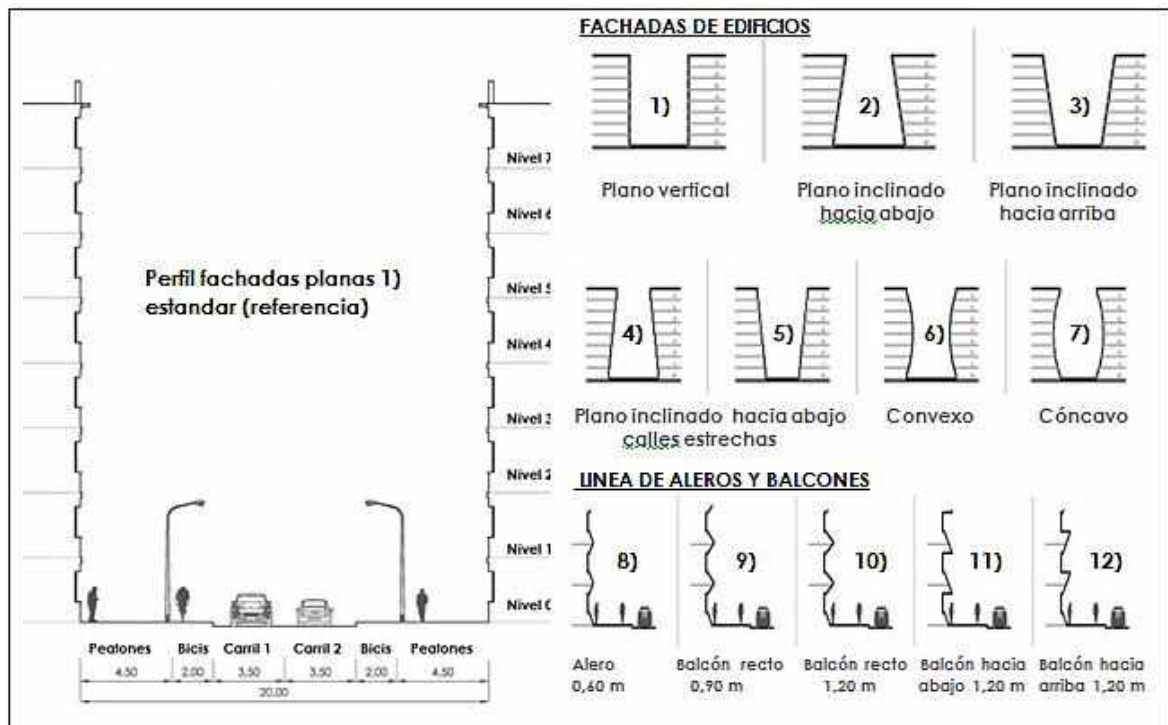 Nivel 7
Nivel 6
Perfil fachadas planas 1)
estandar (referencia)
Nivel 5
Nivel 4
Nivel 3
Nivel 2
Nivel 1
Nivel 0
Peatones Bicis Carril 1 Carril 2 Bicis Peatones
4,50 2,00 3,50 3,50 2,00 4,50
20,00
FACHADAS DE EDIFICIOS
1) 2) 3)
Plano vertical
Plano inclinado
hacia abajo
Plano inclinado
hacia arriba
4) 5) 6) 7)
Plano inclinado hacia abajo
calles estrechas
Convexo
Cóncavo
LINEA DE ALEROS Y BALCONES
8) 9) 10) 11) 12)
Alero
0,60 m
Balcón recto
0,90 m
Balcón recto
1,20 m
Balcón hacia
abajo 1,20 m
Balcón hacia
arriba 1,20 m